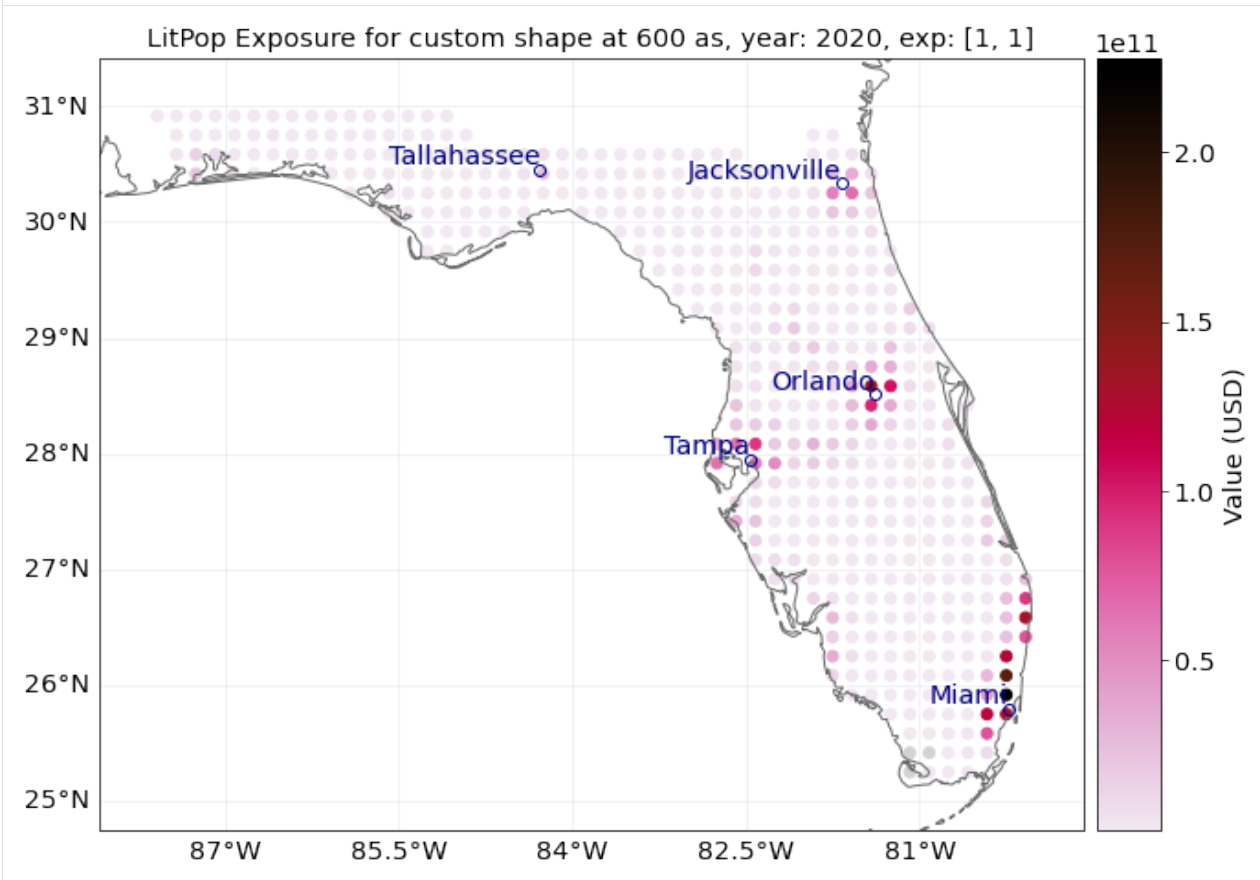 LitPop Exposure for custom shape at 600 as, year: 2020, exp: [1, 1]
1e11
31°N
30°N
29°N
28°N
27°N
26°N
25°N
87°W
85.5°W
84°W
82.5°W
81°W
Tallahassee
Jacksonville
Orlando
Tampa
Miami
2.0
1.5
1.0
0.5
Value (USD)